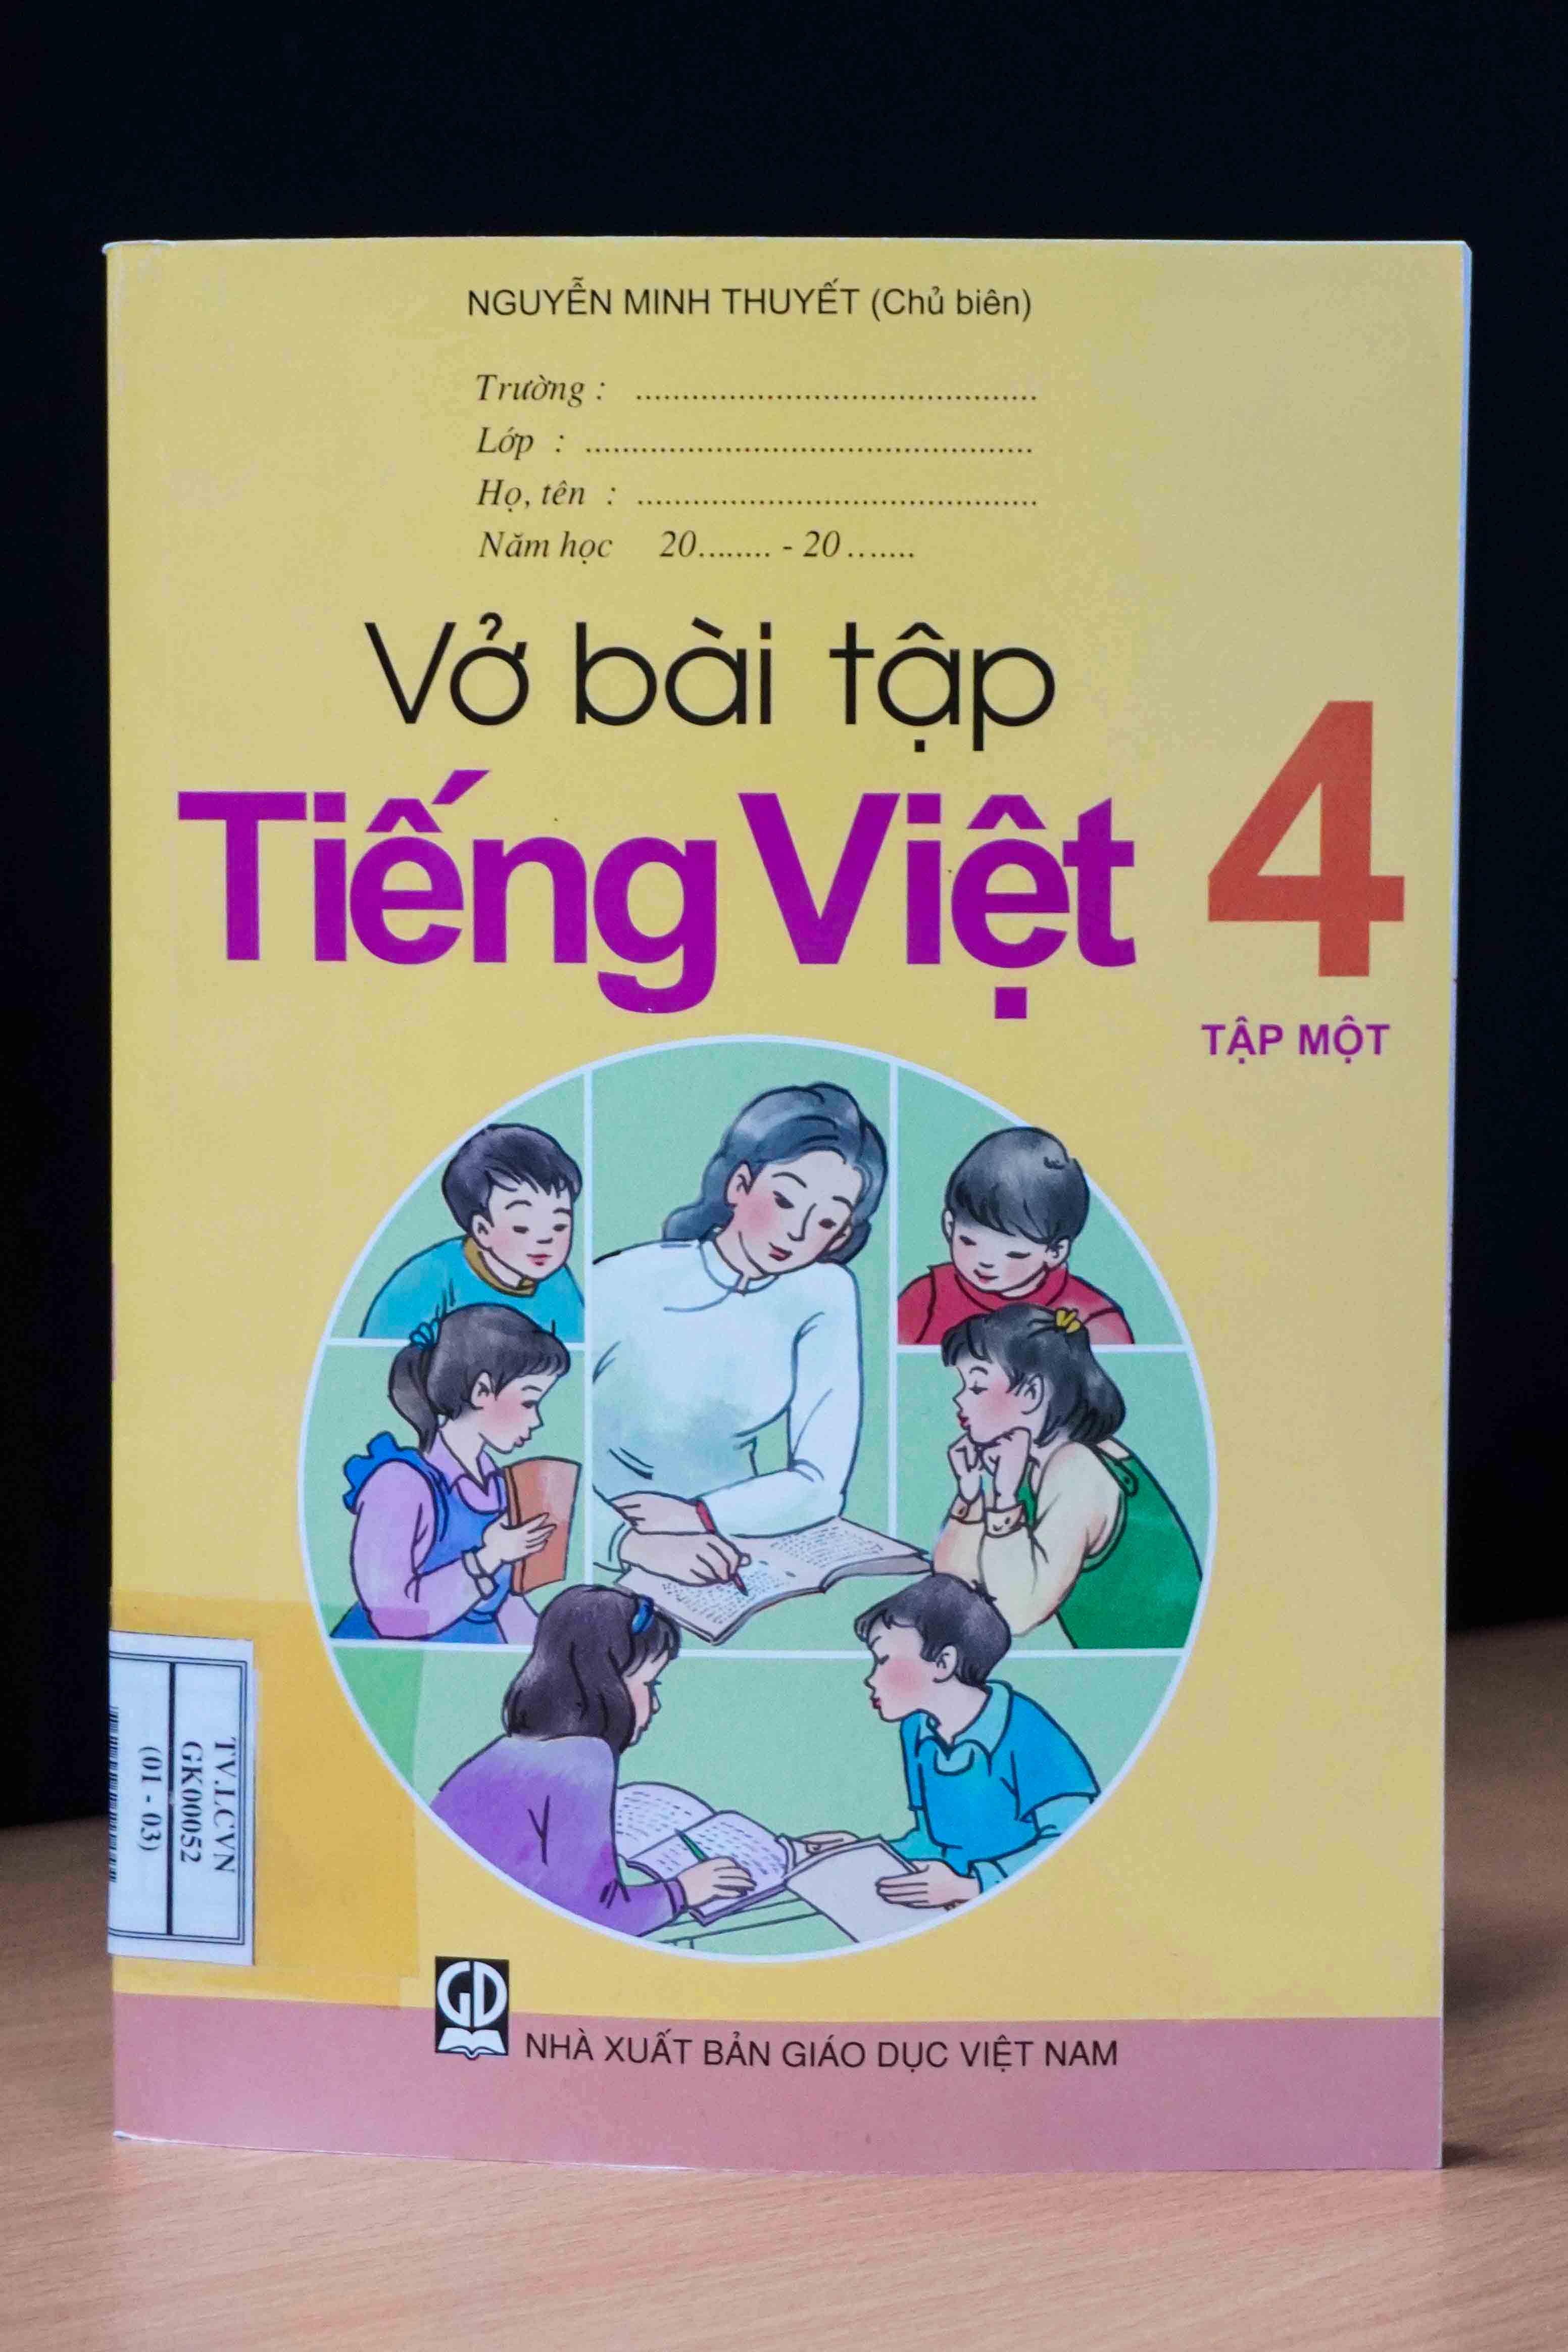 NGUYỄN MINH THUYẾT (Chủ biên)
Trường : ...........................................
Lớp : ................................................
Họ, tên : ...........................................
Năm học 20........ - 20 .......
Vở bài tập
Tiếng Việt 4
TẬP MỘT
TV.LCVN
GK00052
(01 - 03)
GD
NHÀ XUẤT BẢN GIÁO DỤC VIỆT NAM